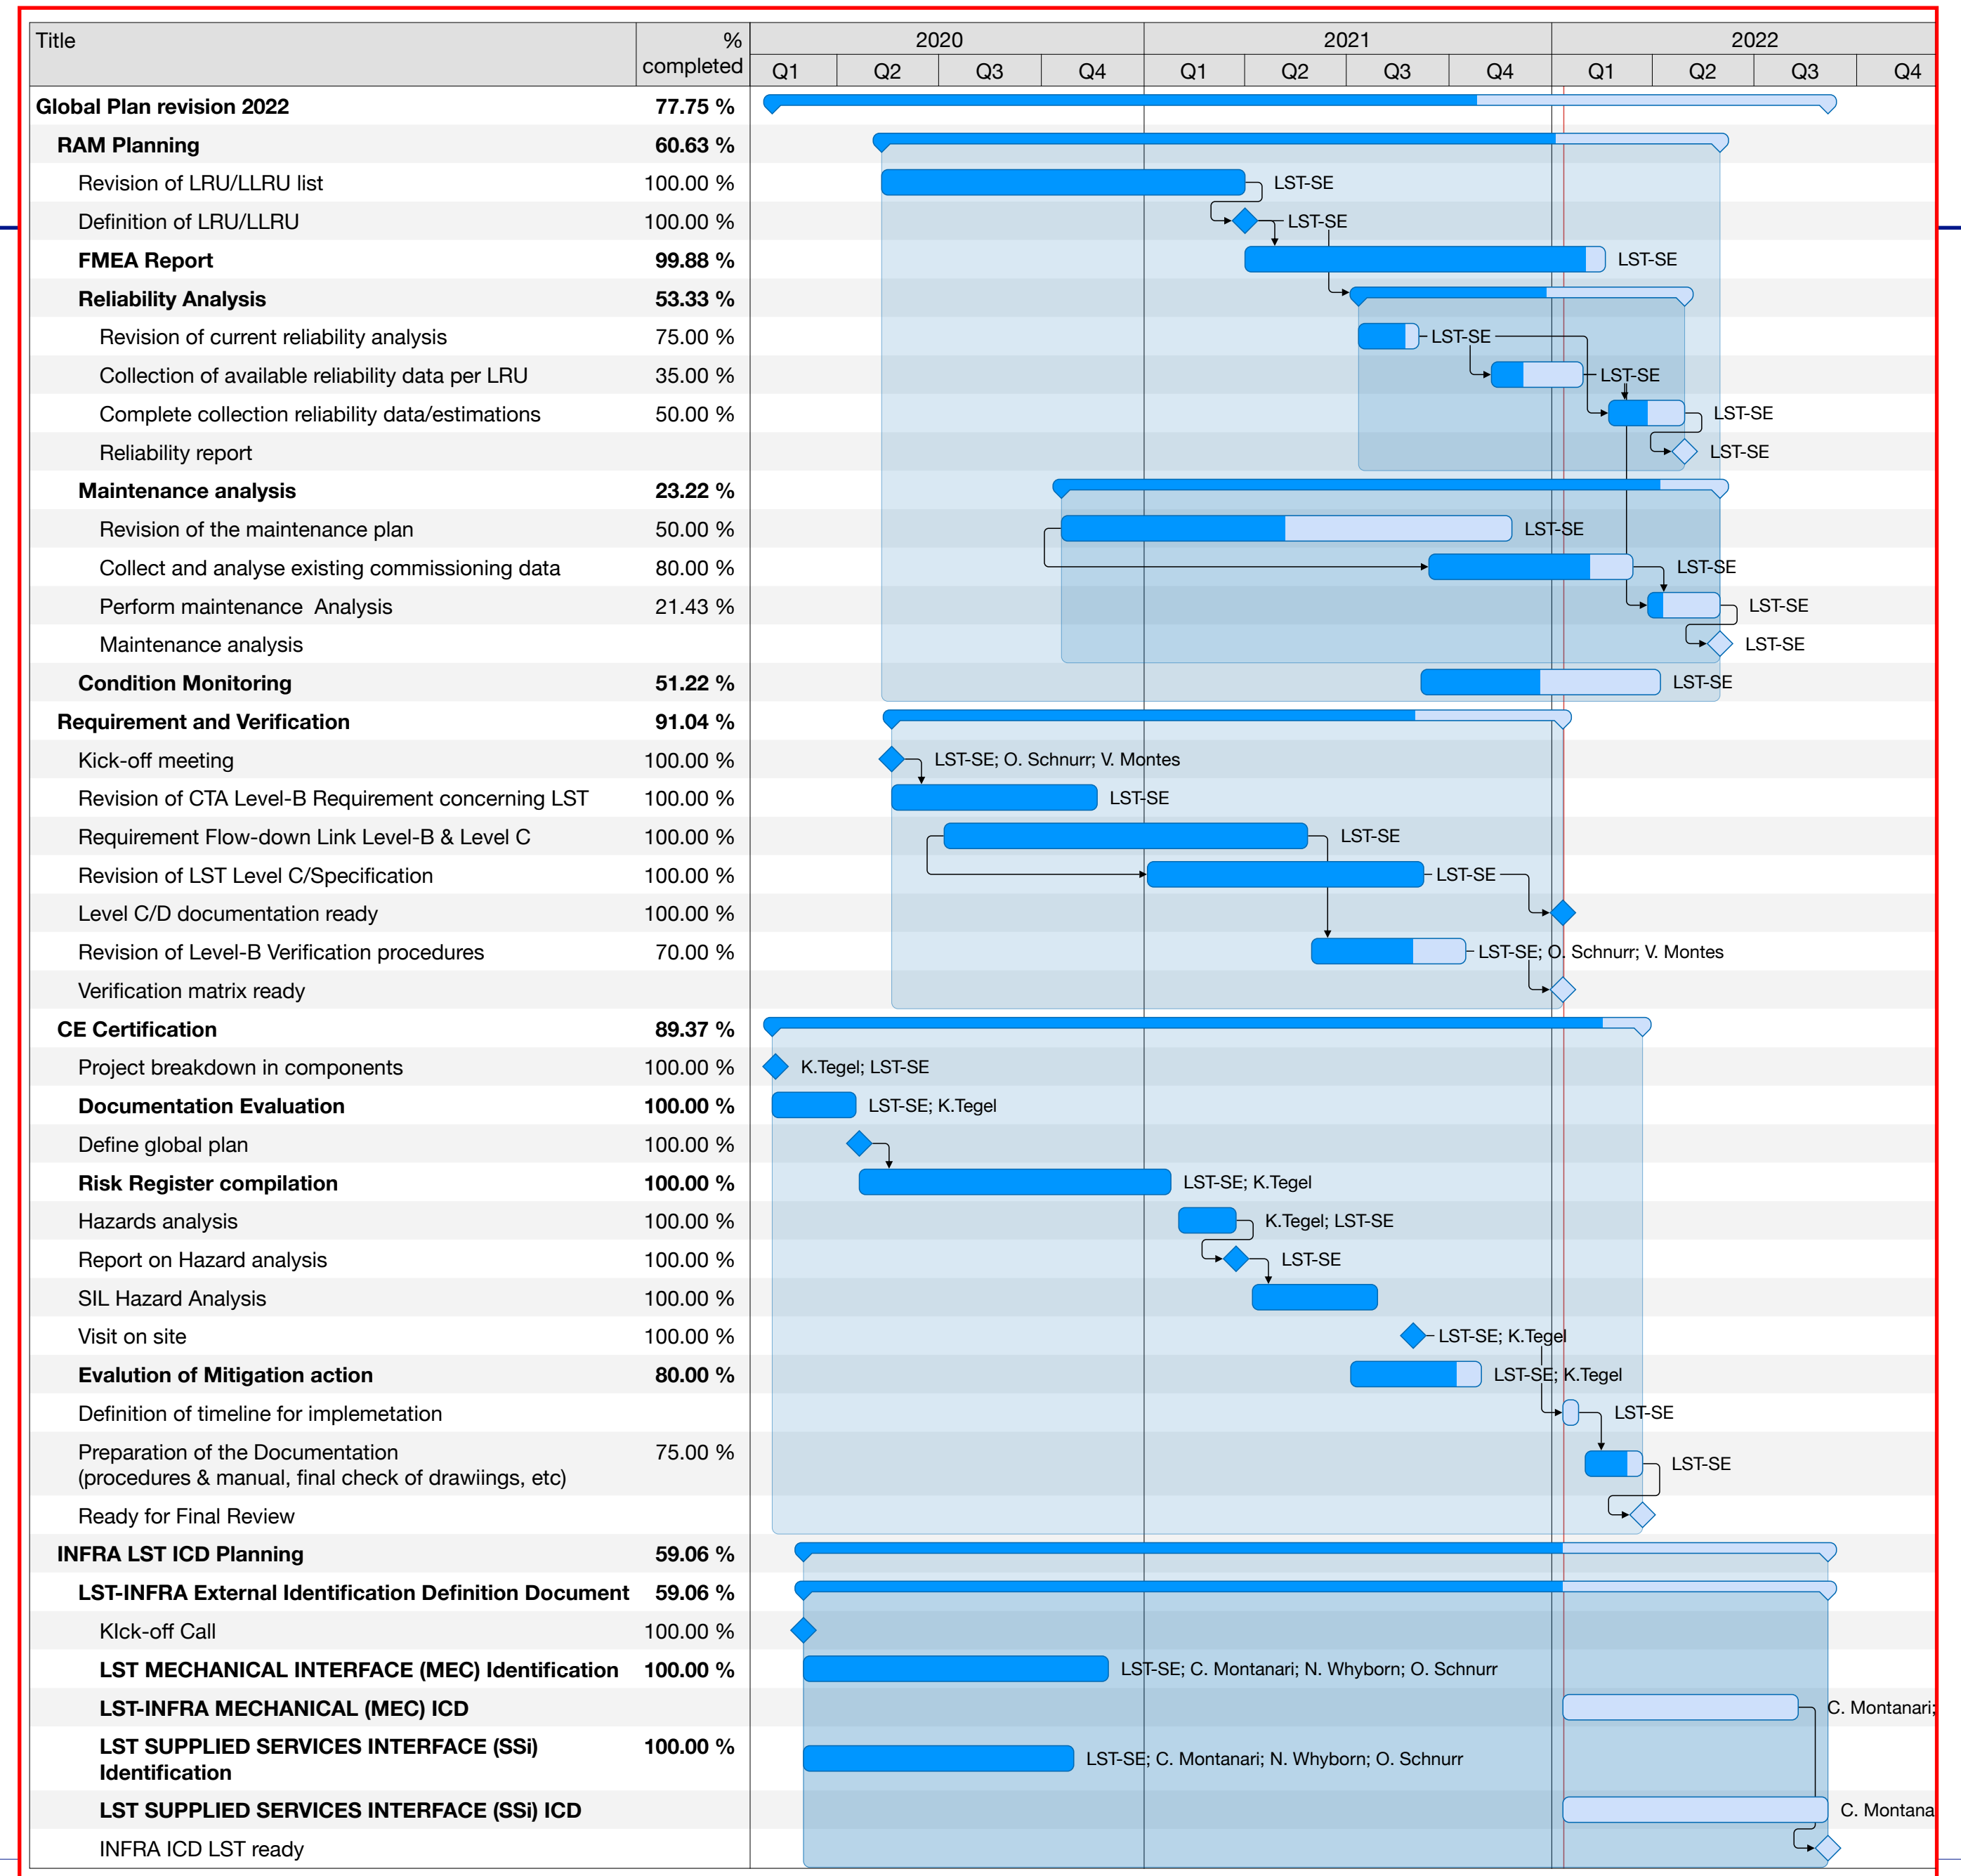 Title % completed 2020 2021 2022
Q1 Q2 Q3 Q4 Q1 Q2 Q3 Q4 Q1 Q2 Q3 Q4
Global Plan revision 2022 77.75 %
RAM Planning 60.63 %
Revision of LRU/LLRU list 100.00 % LST-SE
Definition of LRU/LLRU 100.00 % LST-SE
FMEA Report 99.88 % LST-SE
Reliability Analysis 53.33 %
Revision of current reliability analysis 75.00 % LST-SE
Collection of available reliability data per LRU 35.00 % LST-SE
Complete collection reliability data/estimations 50.00 % LST-SE
Reliability report LST-SE
Maintenance analysis 23.22 %
Revision of the maintenance plan 50.00 % LST-SE
Collect and analyse existing commissioning data 80.00 % LST-SE
Perform maintenance  Analysis 21.43 % LST-SE
Maintenance analysis LST-SE
Condition Monitoring 51.22 % LST-SE
Requirement and Verification 91.04 %
Kick-off meeting 100.00 % LST-SE; O. Schnurr; V. Montes
Revision of CTA Level-B Requirement concerning LST 100.00 % LST-SE
Requirement Flow-down Link Level-B & Level C 100.00 % LST-SE
Revision of LST Level C/Specification 100.00 % LST-SE
Level C/D documentation ready 100.00 %
Revision of Level-B Verification procedures 70.00 % LST-SE; O. Schnurr; V. Montes
Verification matrix ready
CE Certification 89.37 %
Project breakdown in components 100.00 % K.Tegel; LST-SE
Documentation Evaluation 100.00 % LST-SE; K.Tegel
Define global plan 100.00 %
Risk Register compilation 100.00 % LST-SE; K.Tegel
Hazards analysis 100.00 % K.Tegel; LST-SE
Report on Hazard analysis 100.00 % LST-SE
SIL Hazard Analysis 100.00 %
Visit on site 100.00 % LST-SE; K.Tegel
Evalution of Mitigation action 80.00 % LST-SE; K.Tegel
Definition of timeline for implemetation LST-SE
Preparation of the Documentation 75.00 %
(procedures & manual, final check of drawiings, etc) LST-SE
Ready for Final Review
INFRA LST ICD Planning 59.06 %
LST-INFRA External Identification Definition Document 59.06 %
KIck-off Call 100.00 %
LST MECHANICAL INTERFACE (MEC) Identification 100.00 % LST-SE; C. Montanari; N. Whyborn; O. Schnurr
LST-INFRA MECHANICAL (MEC) ICD C. Montanari;
LST SUPPLIED SERVICES INTERFACE (SSi) 100.00 %
Identification LST-SE; C. Montanari; N. Whyborn; O. Schnurr
LST SUPPLIED SERVICES INTERFACE (SSi) ICD C. Montana
INFRA ICD LST ready